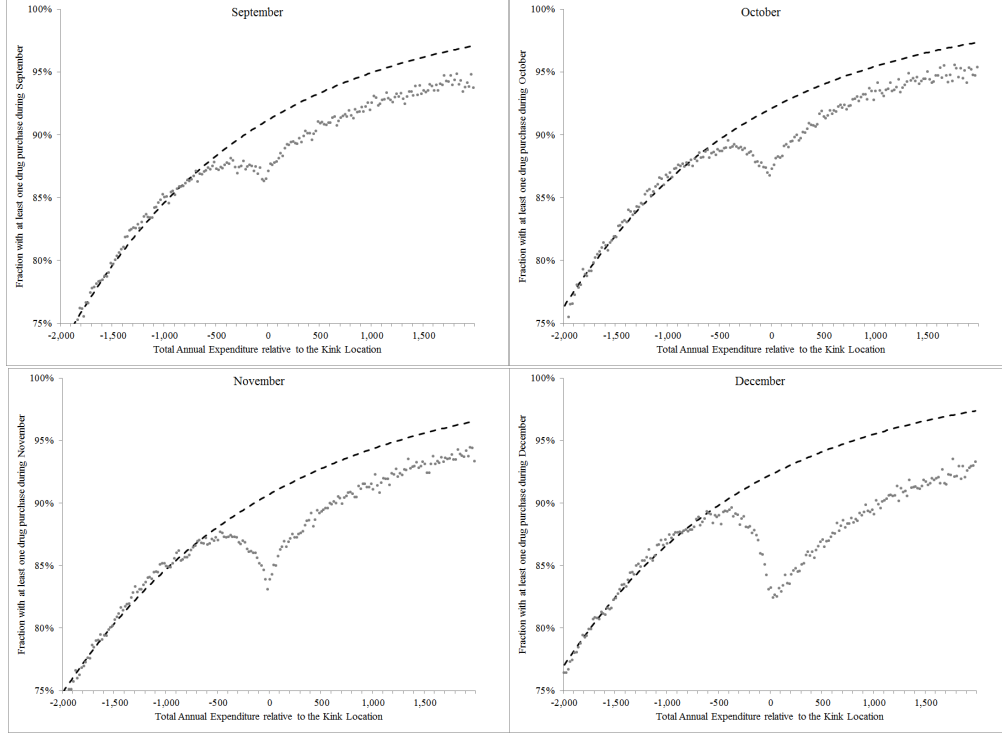 September
Fraction with at least one drug purchase during September
100%
95%
90%
85%
80%
75%
-2,000 -1,500 -1,000 -500 0 500 1,000 1,500
Total Annual Expenditure relative to the Kink Location
October
Fraction with at least one drug purchase during October
100%
95%
90%
85%
80%
75%
-2,000 -1,500 -1,000 -500 0 500 1,000 1,500
Total Annual Expenditure relative to the Kink Location
November
Fraction with at least one drug purchase during November
100%
95%
90%
85%
80%
75%
-2,000 -1,500 -1,000 -500 0 500 1,000 1,500
Total Annual Expenditure relative to the Kink Location
December
Fraction with at least one drug purchase during December
100%
95%
90%
85%
80%
75%
-2,000 -1,500 -1,000 -500 0 500 1,000 1,500
Total Annual Expenditure relative to the Kink Location